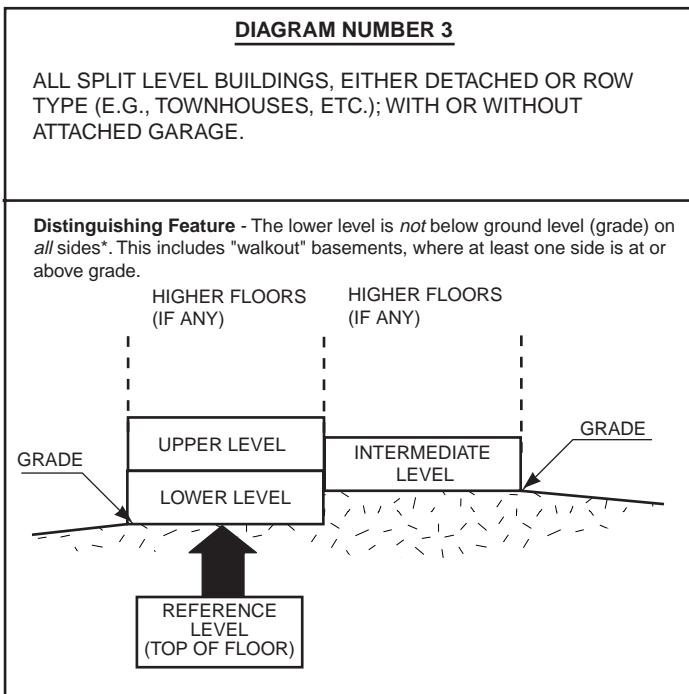 DIAGRAM NUMBER 3
ALL SPLIT LEVEL BUILDINGS, EITHER DETACHED OR ROW
TYPE (E.G., TOWNHOUSES, ETC.); WITH OR WITHOUT
ATTACHED GARAGE.
Distinguishing Feature - The lower level is not below ground level (grade) on
all sides*. This includes "walkout" basements, where at least one side is at or
above grade.
HIGHER FLOORS
(IF ANY)
HIGHER FLOORS
(IF ANY)
GRADE
UPPER LEVEL
LOWER LEVEL
INTERMEDIATE
LEVEL
GRADE
REFERENCE
LEVEL
(TOP OF FLOOR)